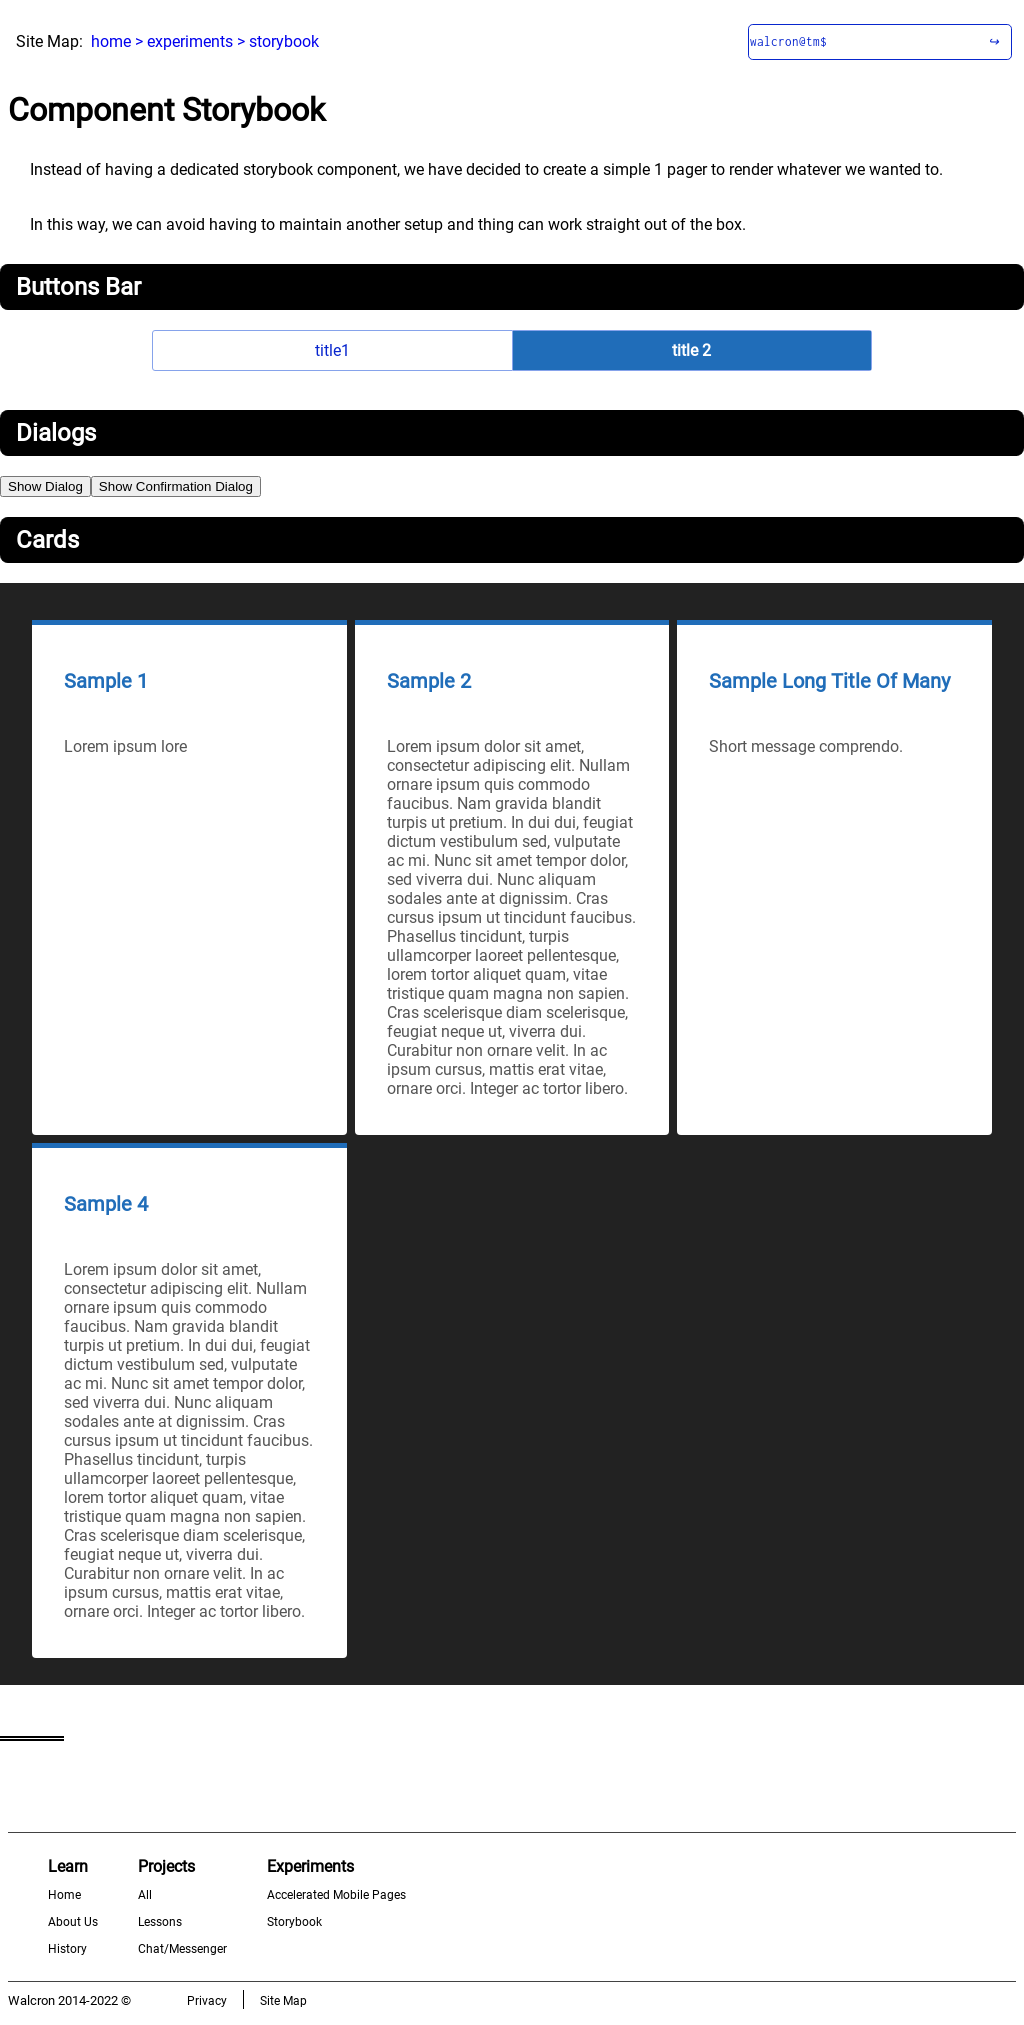 Site Map: home > experiments > storybook
walcron@tm$ ↪
Component Storybook
Instead of having a dedicated storybook component, we have decided to create a simple 1 pager to render whatever we wanted to.
In this way, we can avoid having to maintain another setup and thing can work straight out of the box.
Buttons Bar
title1 title 2
Dialogs
Show Dialog Show Confirmation Dialog
Cards
Sample 1
Lorem ipsum lore
Sample 2
Lorem ipsum dolor sit amet,
consectetur adipiscing elit. Nullam
ornare ipsum quis commodo
faucibus. Nam gravida blandit
turpis ut pretium. In dui dui, feugiat
dictum vestibulum sed, vulputate
ac mi. Nunc sit amet tempor dolor,
sed viverra dui. Nunc aliquam
sodales ante at dignissim. Cras
cursus ipsum ut tincidunt faucibus.
Phasellus tincidunt, turpis
ullamcorper laoreet pellentesque,
lorem tortor aliquet quam, vitae
tristique quam magna non sapien.
Cras scelerisque diam scelerisque,
feugiat neque ut, viverra dui.
Curabitur non ornare velit. In ac
ipsum cursus, mattis erat vitae,
ornare orci. Integer ac tortor libero.
Sample Long Title Of Many
Short message comprendo.
Sample 4
Lorem ipsum dolor sit amet,
consectetur adipiscing elit. Nullam
ornare ipsum quis commodo
faucibus. Nam gravida blandit
turpis ut pretium. In dui dui, feugiat
dictum vestibulum sed, vulputate
ac mi. Nunc sit amet tempor dolor,
sed viverra dui. Nunc aliquam
sodales ante at dignissim. Cras
cursus ipsum ut tincidunt faucibus.
Phasellus tincidunt, turpis
ullamcorper laoreet pellentesque,
lorem tortor aliquet quam, vitae
tristique quam magna non sapien.
Cras scelerisque diam scelerisque,
feugiat neque ut, viverra dui.
Curabitur non ornare velit. In ac
ipsum cursus, mattis erat vitae,
ornare orci. Integer ac tortor libero.
Learn
Home
About Us
History
Projects
All
Lessons
Chat/Messenger
Experiments
Accelerated Mobile Pages
Storybook
Walcron 2014-2022 © Privacy Site Map